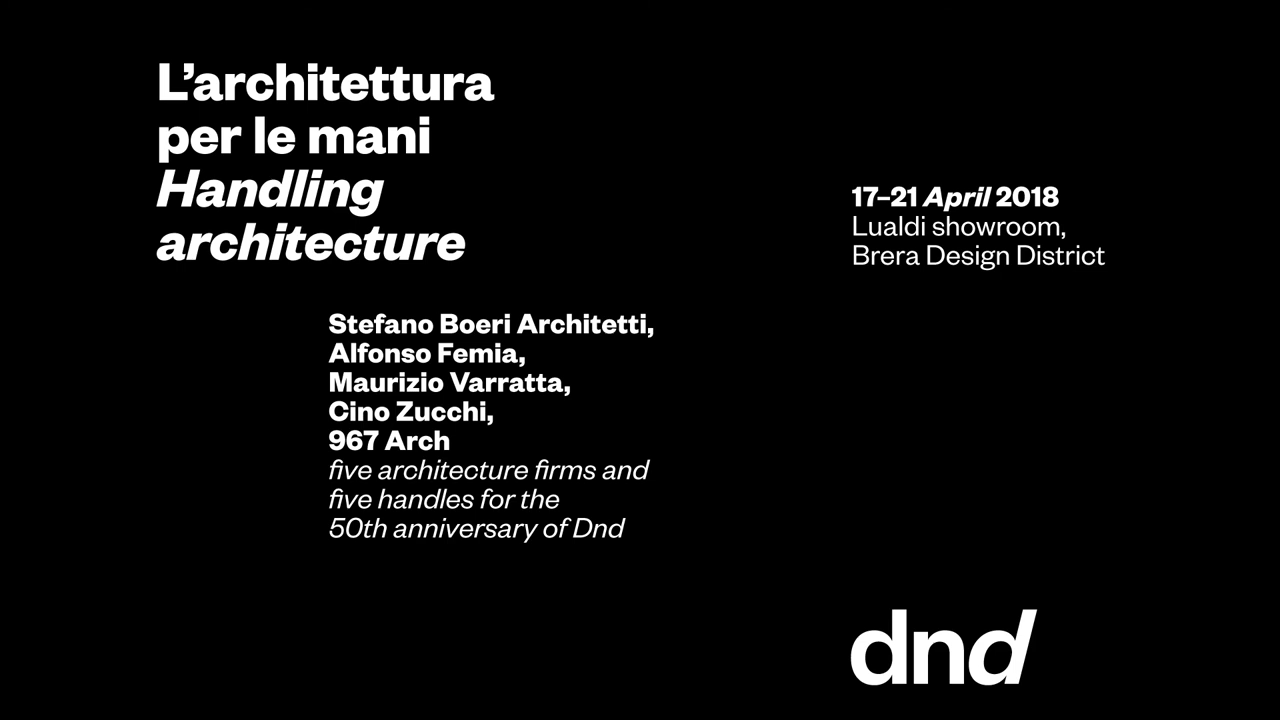 L’architettura
per le mani
Handling
architecture
17–21 April 2018
Lualdi showroom,
Brera Design District
Stefano Boeri Architetti,
Alfonso Femia,
Maurizio Varratta,
Cino Zucchi,
967 Arch
five architecture firms and
five handles for the
50th anniversary of Dnd
dnd